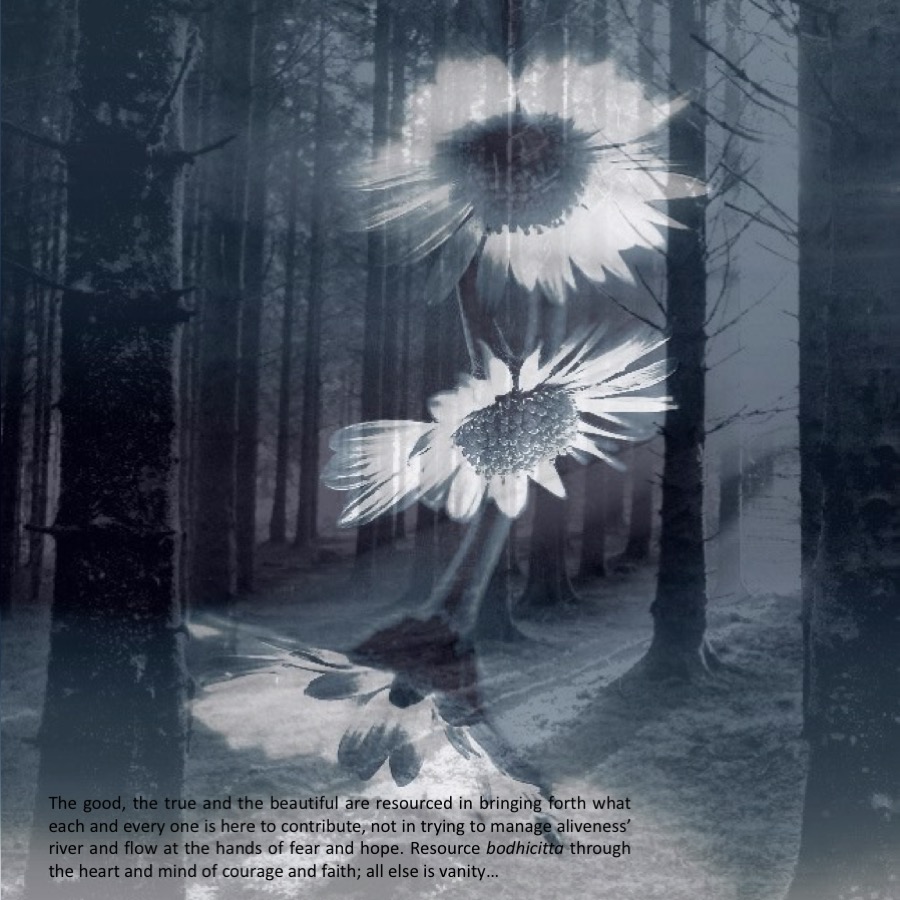 The good, the true and the beautiful are resourced in bringing forth what
each and every one is here to contribute, not in trying to manage aliveness’
river and flow at the hands of fear and hope. Resource bodhicitta through
the heart and mind of courage and faith; all else is vanity…